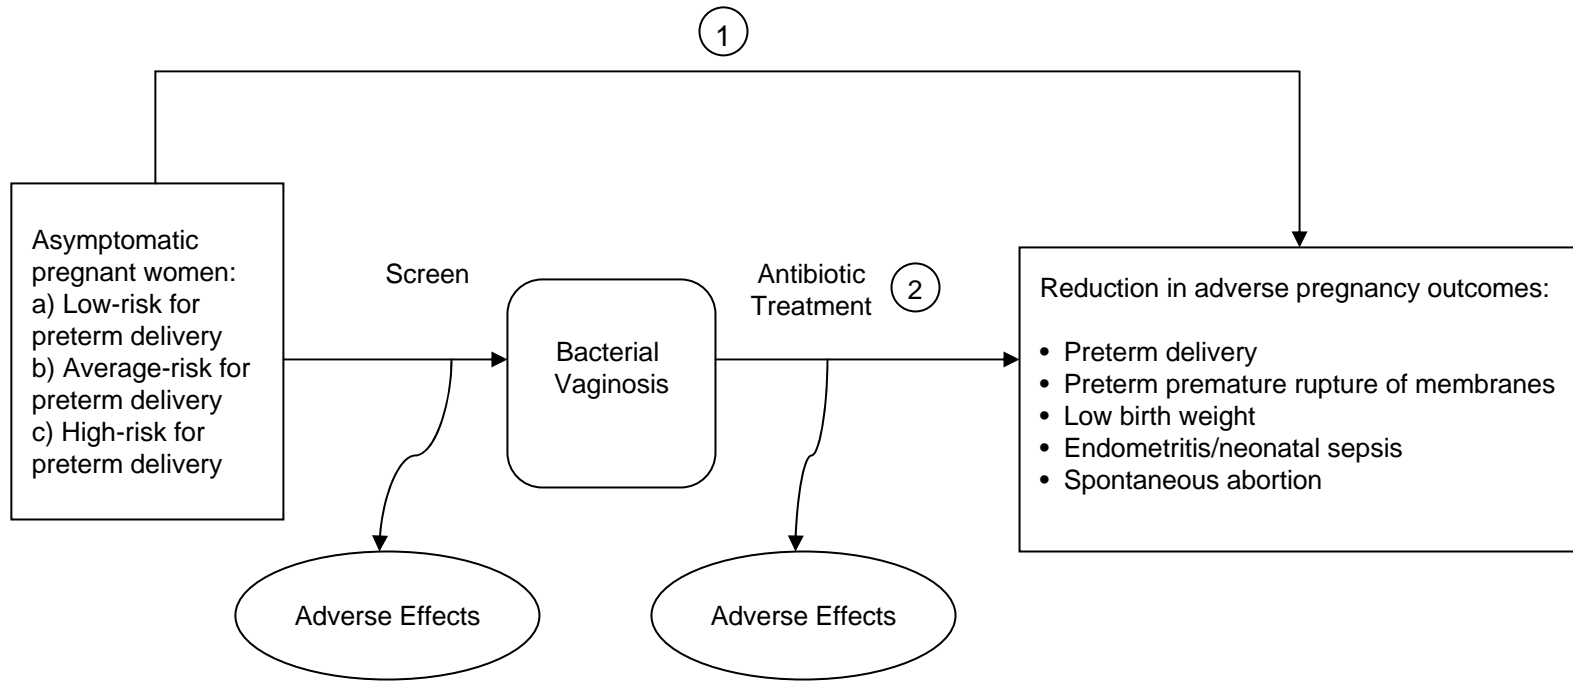 1
Asymptomatic
pregnant women:
a) Low-risk for
preterm delivery
b) Average-risk for
preterm delivery
c) High-risk for
preterm delivery
Screen
Bacterial
Vaginosis
Antibiotic
Treatment
2
Reduction in adverse pregnancy outcomes:
• Preterm delivery
• Preterm premature rupture of membranes
• Low birth weight
• Endometritis/neonatal sepsis
• Spontaneous abortion
Adverse Effects
Adverse Effects